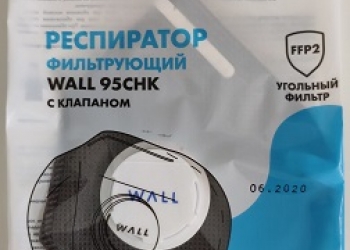 РЕСПИРАТОР
ФИЛЬТРУЮЩИЙ
WALL 95CHK
С КЛАПАНОМ
FFP2
УГОЛЬНЫЙ
ФИЛЬТР
WALL
WALL
06.2020